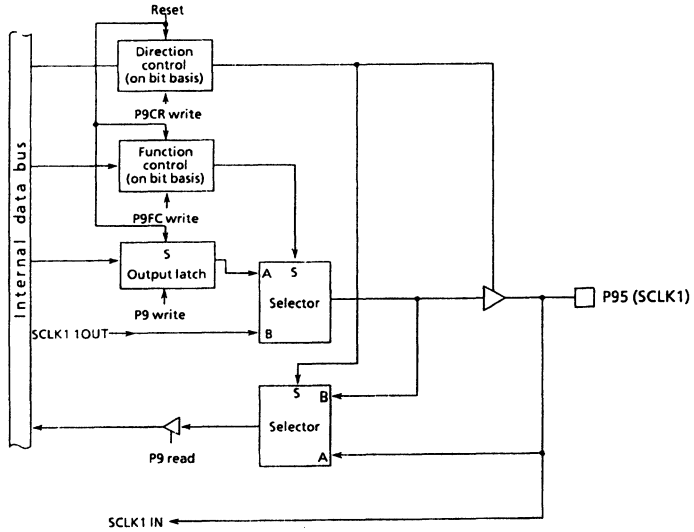 Reset
Direction
control
(on bit basis)
P9CR write
Function
control
(on bit basis)
P9FC write
S
Output latch
P9 write
SCLK1 1OUT
A S
Selector
B
P95 (SCLK1)
S B
Selector
A
P9 read
SCLK1 IN
Internal data bus